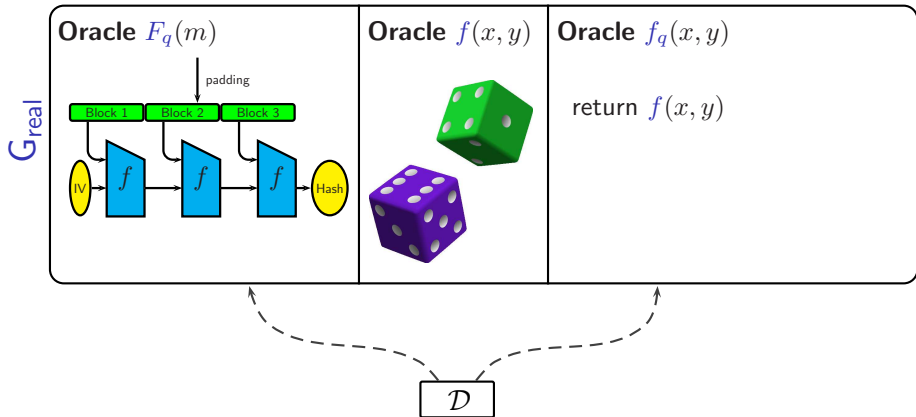 G_real
Oracle F_q(m)
padding
Block 1 Block 2 Block 3
IV f f f Hash
Oracle f(x, y)
Oracle f_q(x, y)
return f(x, y)
𝒟